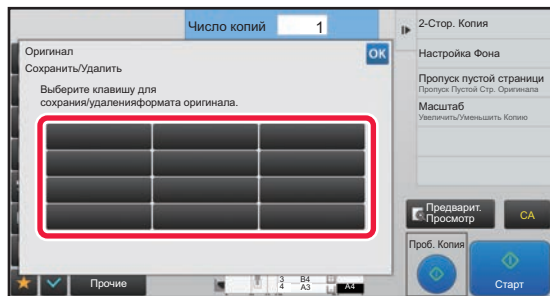 Число копий 1
2-Стор. Копия
Оригинал
OK
Настройка Фона
Сохранить/Удалить
Выберите клавишу для
сохрания/удаленияформата оригинала.
Пропуск пустой страници
Пропуск Пустой Стр. Оригинала
Масштаб
Увеличить/Уменьшить Копию
Предварит.
Просмотр
CA
Проб. Копия
Старт
Прочие
3 B4
4 A3
A4